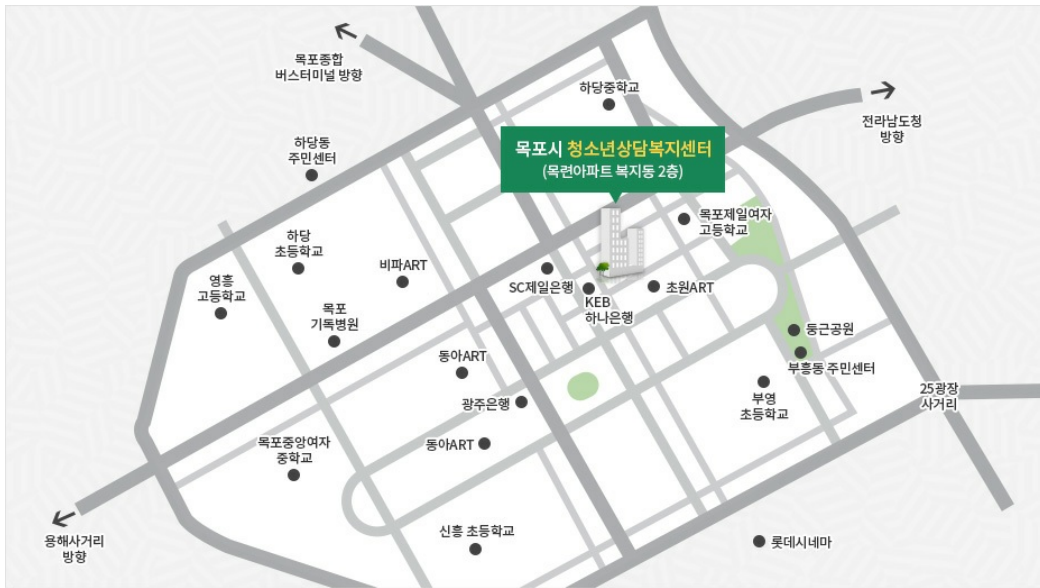 목포종합
버스터미널 방향
하당중학교
전라남도청
방향
하당동
주민센터
목포시 청소년상담복지센터
(목련아파트 복지동 2층)
목포제일여자
고등학교
하당
초등학교
비파ART
영흥
고등학교
SC제일은행
KEB
하나은행
초원ART
목포
기독병원
둥근공원
부흥동 주민센터
동아ART
광주은행
부영
초등학교
25광장
사거리
목포중앙여자
중학교
동아ART
신흥 초등학교
롯데시네마
용해사거리
방향